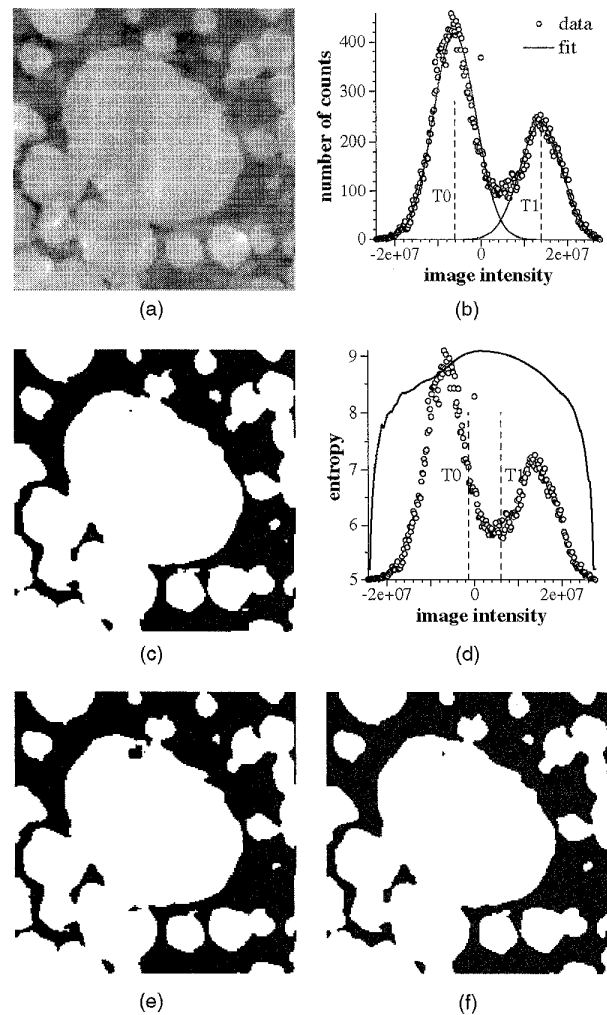 (a)
data
fit
number of counts
400
300
200
100
0
T0
T1
-2e+07
0
2e+07
image intensity
(b)
(c)
entropy
9
8
7
6
5
T0
T1
-2e+07
0
2e+07
image intensity
(d)
(e)
(f)